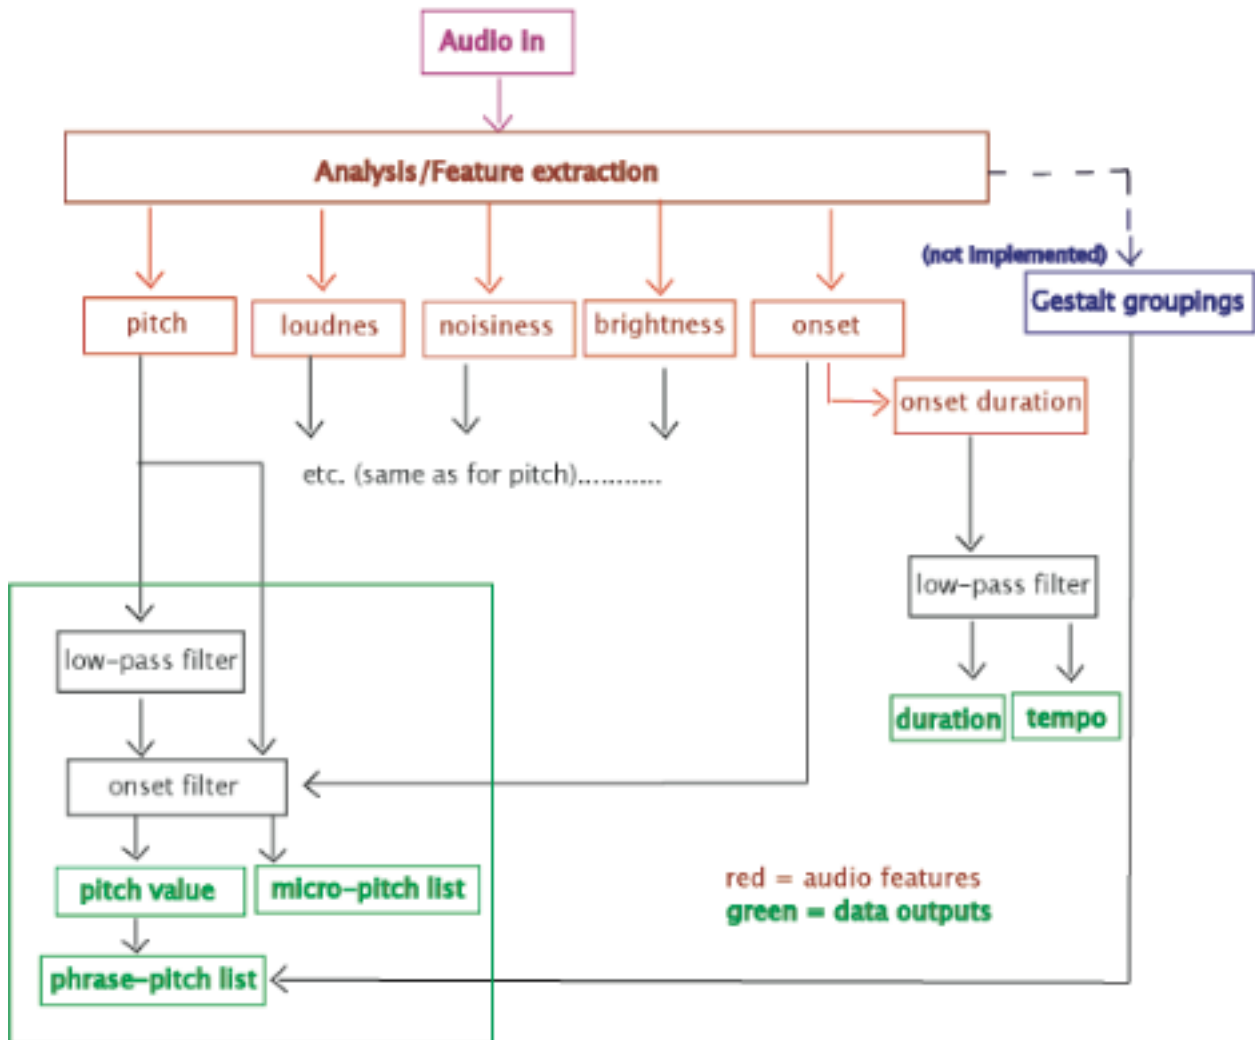 Audio in
Analysis/Feature extraction
(not implemented)
Gestalt groupings
pitch
loudnes
noisiness
brightness
onset
onset duration
etc. (same as for pitch)...........
low-pass filter
low-pass filter
duration
tempo
onset filter
pitch value
micro-pitch list
phrase-pitch list
red = audio features
green = data outputs